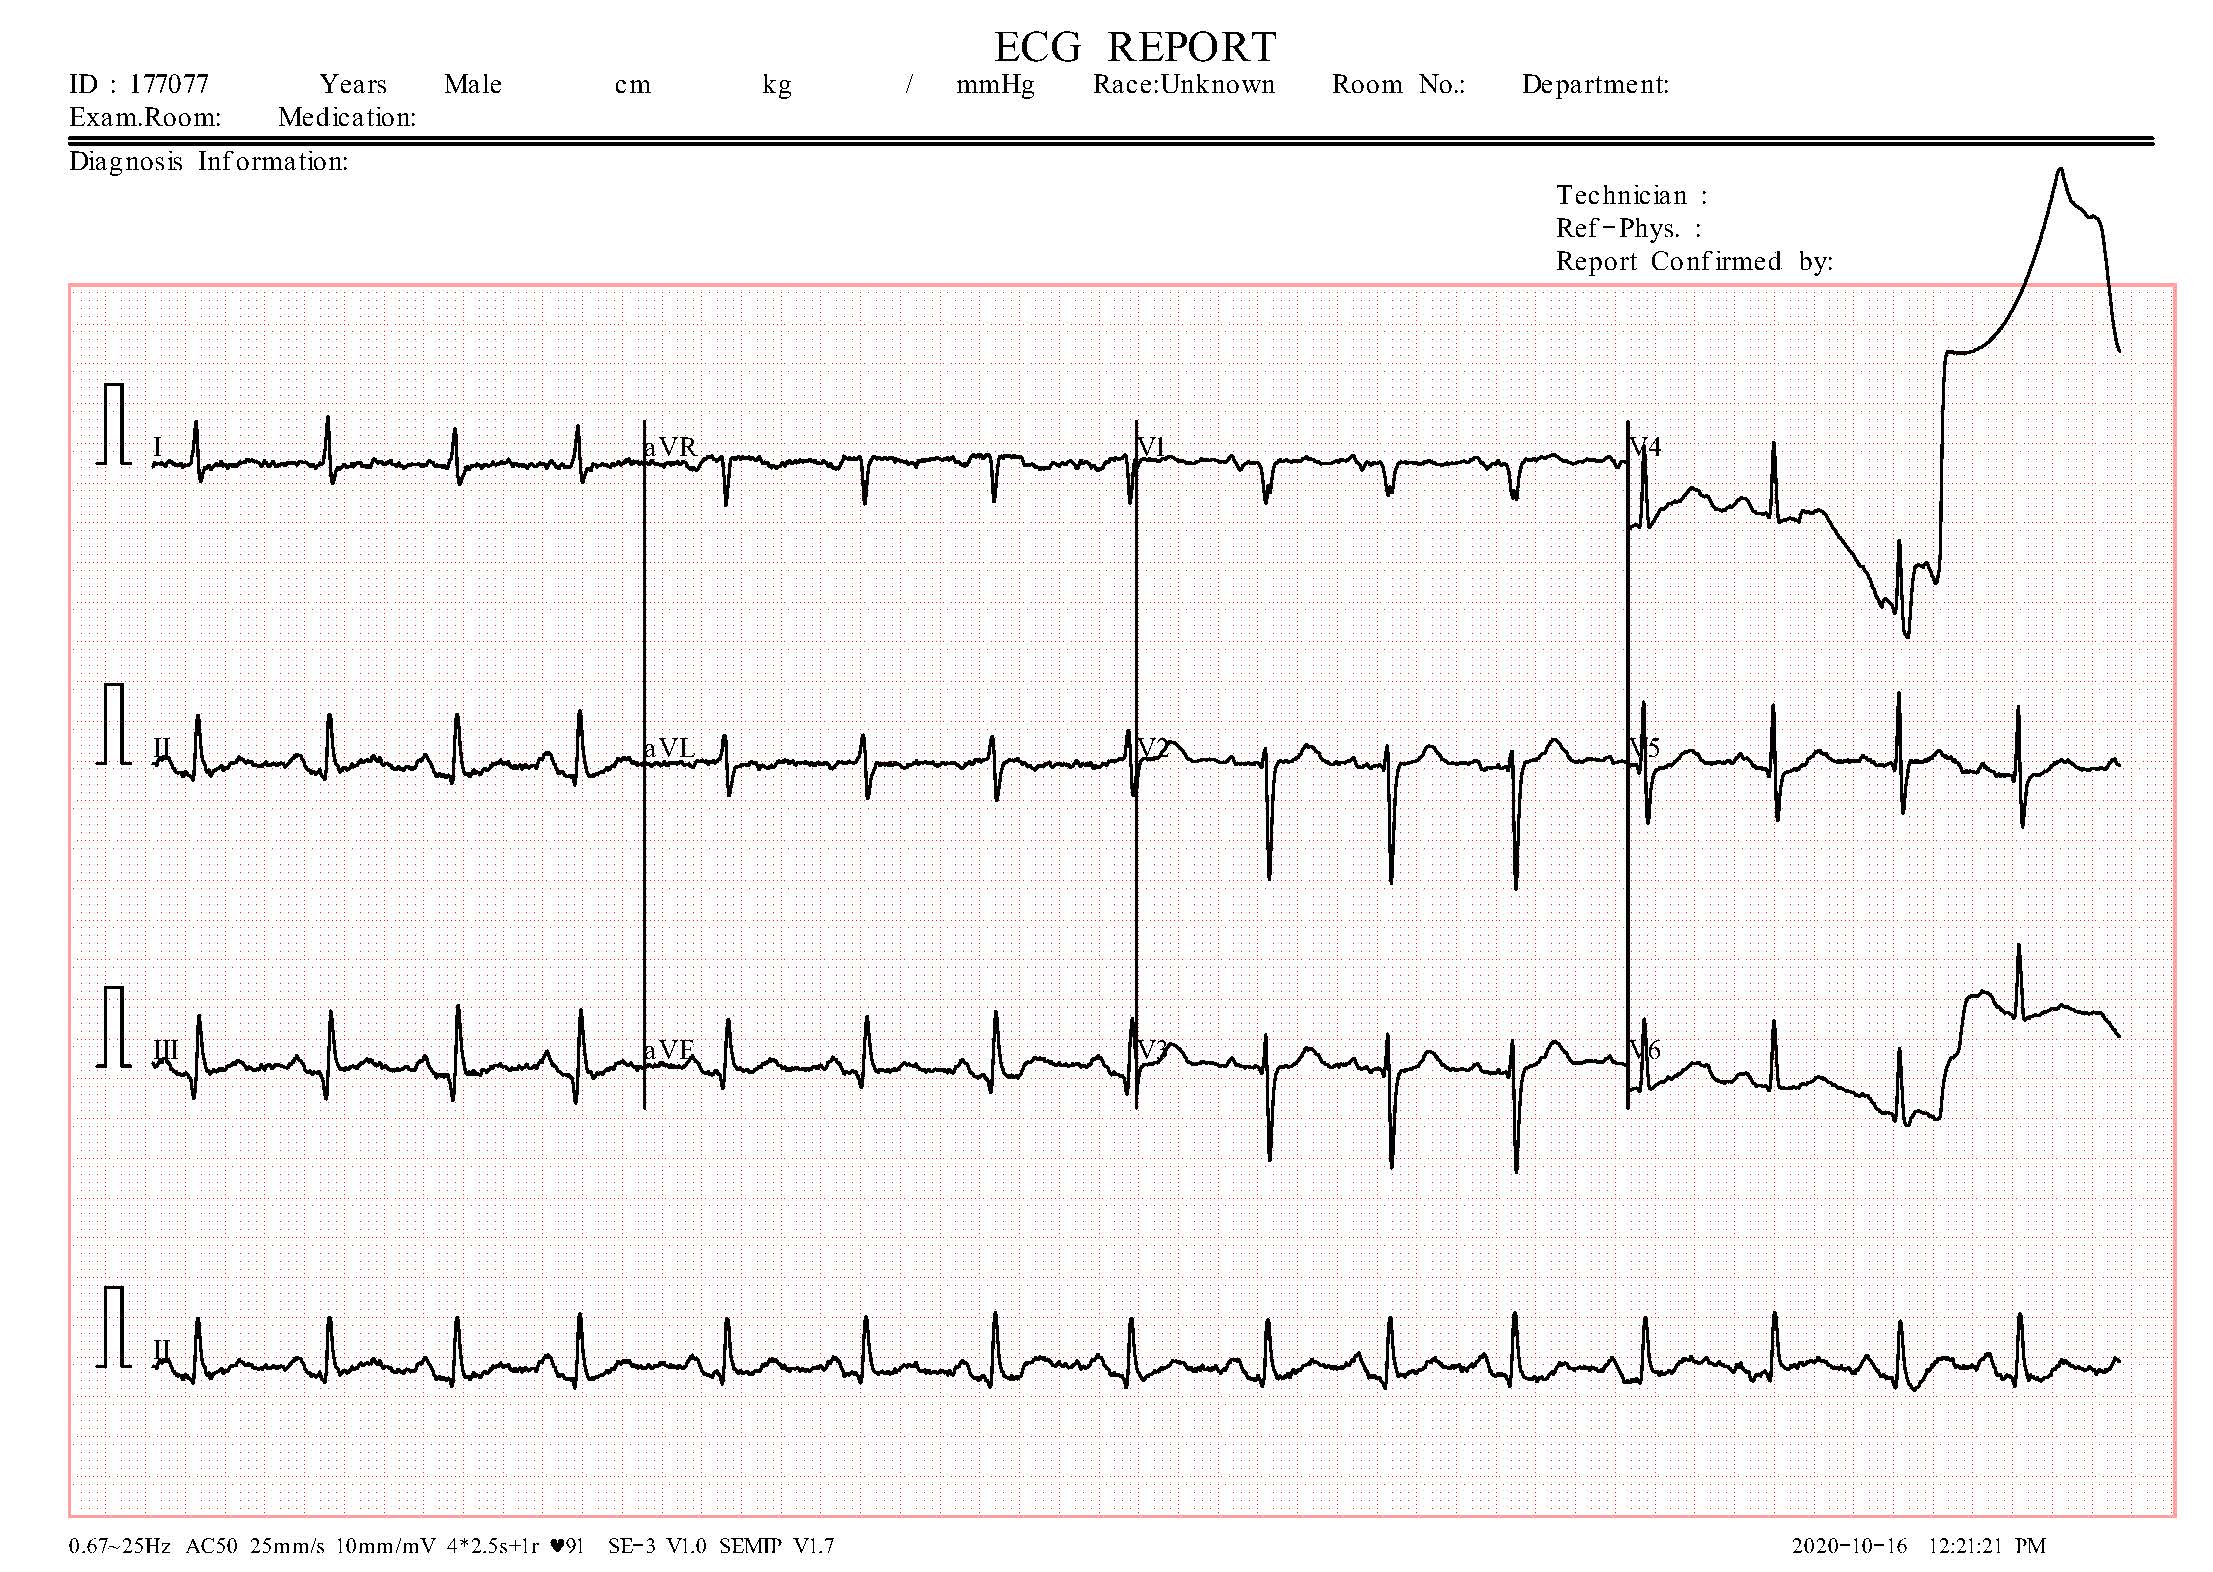 ECG REPORT
ID : 177077 Years Male cm kg / mmHg Race:Unknown Room No.: Department:
Exam.Room: Medication:
Diagnosis Information:
Technician :
Ref-Phys. :
Report Confirmed by:
I aVR V1 V4
II aVL V2 V5
III aVF V3 V6
II
0.67~25Hz AC50 25mm/s 10mm/mV 4*2.5s+1r ♥91 SE-3 V1.0 SEMIP V1.7 2020-10-16 12:21:21 PM